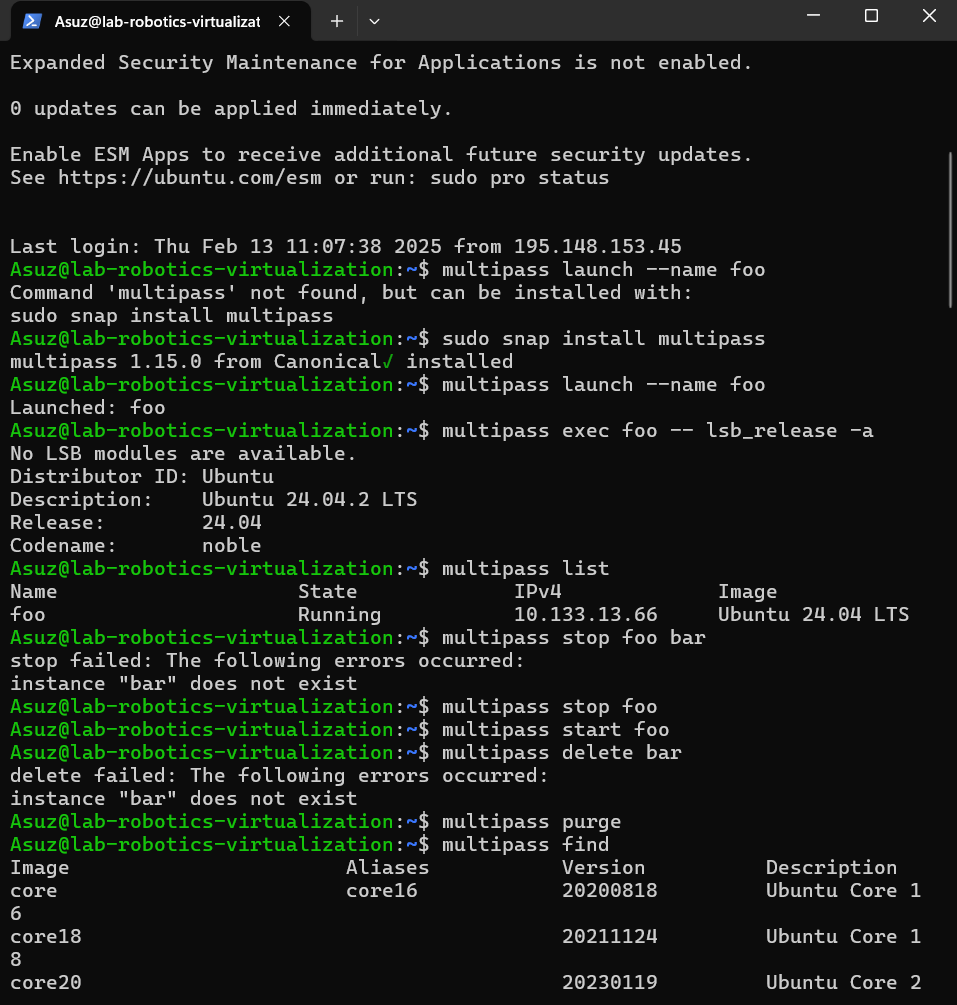 Asuz@lab-robotics-virtualizat
Expanded Security Maintenance for Applications is not enabled.
0 updates can be applied immediately.
Enable ESM Apps to receive additional future security updates.
See https://ubuntu.com/esm or run: sudo pro status
Last login: Thu Feb 13 11:07:38 2025 from 195.148.153.45
Asuz@lab-robotics-virtualization:~$ multipass launch --name foo
Command 'multipass' not found, but can be installed with:
sudo snap install multipass
Asuz@lab-robotics-virtualization:~$ sudo snap install multipass
multipass 1.15.0 from Canonical✓ installed
Asuz@lab-robotics-virtualization:~$ multipass launch --name foo
Launched: foo
Asuz@lab-robotics-virtualization:~$ multipass exec foo -- lsb_release -a
No LSB modules are available.
Distributor ID: Ubuntu
Description:    Ubuntu 24.04.2 LTS
Release:        24.04
Codename:       noble
Asuz@lab-robotics-virtualization:~$ multipass list
Name                    State             IPv4             Image
foo                     Running           10.133.13.66     Ubuntu 24.04 LTS
Asuz@lab-robotics-virtualization:~$ multipass stop foo bar
stop failed: The following errors occurred:
instance "bar" does not exist
Asuz@lab-robotics-virtualization:~$ multipass stop foo
Asuz@lab-robotics-virtualization:~$ multipass start foo
Asuz@lab-robotics-virtualization:~$ multipass delete bar
delete failed: The following errors occurred:
instance "bar" does not exist
Asuz@lab-robotics-virtualization:~$ multipass purge
Asuz@lab-robotics-virtualization:~$ multipass find
Image                       Aliases           Version          Description
core                        core16            20200818         Ubuntu Core 1
6
core18                                        20211124         Ubuntu Core 1
8
core20                                        20230119         Ubuntu Core 2